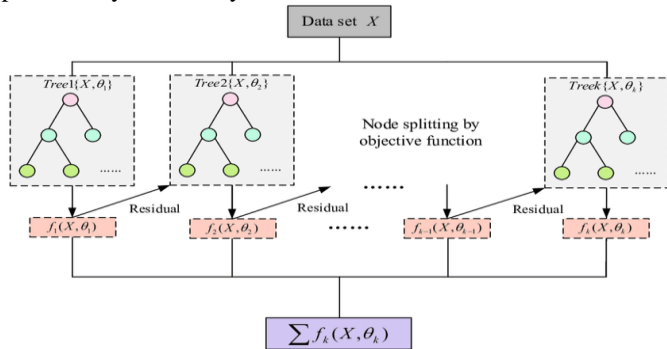 Data set X
Tree1{X,θ₁}
Tree2{X,θ₂}
Treek{X,θₖ}
Node splitting by
objective function
......
......
......
......
Residual
Residual
Residual
......
f₁(X,θ₁)
f₂(X,θ₂)
fₖ₋₁(X,θₖ₋₁)
fₖ(X,θₖ)
∑ fₖ(X,θₖ)